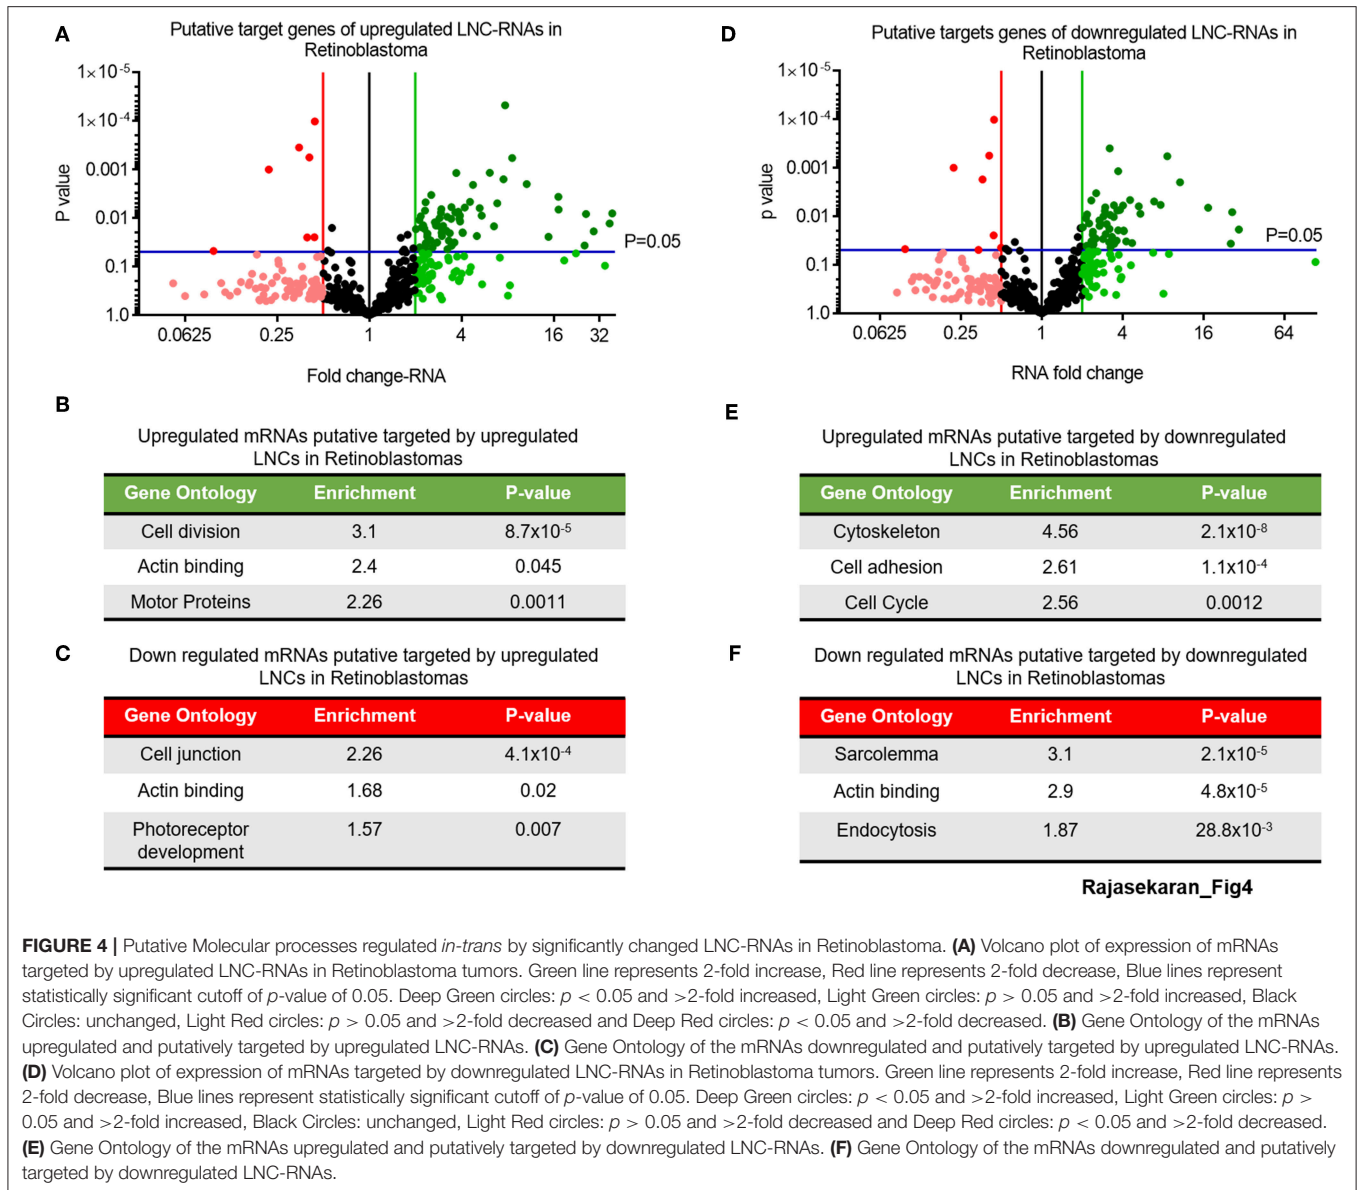 A
Putative target genes of upregulated LNC-RNAs in
Retinoblastoma
P value
1×10-5
1×10-4
0.001
0.01
0.1
1.0
P=0.05
0.0625 0.25 1 4 16 32
Fold change-RNA
D
Putative targets genes of downregulated LNC-RNAs in
Retinoblastoma
p value
1×10-5
1×10-4
0.001
0.01
0.1
1.0
P=0.05
0.0625 0.25 1 4 16 64
RNA fold change
B
Upregulated mRNAs putative targeted by upregulated
LNCs in Retinoblastomas
Gene Ontology Enrichment P-value
Cell division 3.1 8.7x10-5
Actin binding 2.4 0.045
Motor Proteins 2.26 0.0011
C
Down regulated mRNAs putative targeted by upregulated
LNCs in Retinoblastomas
Gene Ontology Enrichment P-value
Cell junction 2.26 4.1x10-4
Actin binding 1.68 0.02
Photoreceptor 1.57 0.007
development
E
Upregulated mRNAs putative targeted by downregulated
LNCs in Retinoblastomas
Gene Ontology Enrichment P-value
Cytoskeleton 4.56 2.1x10-8
Cell adhesion 2.61 1.1x10-4
Cell Cycle 2.56 0.0012
F
Down regulated mRNAs putative targeted by downregulated
LNCs in Retinoblastomas
Gene Ontology Enrichment P-value
Sarcolemma 3.1 2.1x10-5
Actin binding 2.9 4.8x10-5
Endocytosis 1.87 28.8x10-3
Rajasekaran_Fig4
FIGURE 4 | Putative Molecular processes regulated in-trans by significantly changed LNC-RNAs in Retinoblastoma. (A) Volcano plot of expression of mRNAs
targeted by upregulated LNC-RNAs in Retinoblastoma tumors. Green line represents 2-fold increase, Red line represents 2-fold decrease, Blue lines represent
statistically significant cutoff of p-value of 0.05. Deep Green circles: p < 0.05 and >2-fold increased, Light Green circles: p > 0.05 and >2-fold increased, Black
Circles: unchanged, Light Red circles: p > 0.05 and >2-fold decreased and Deep Red circles: p < 0.05 and >2-fold decreased. (B) Gene Ontology of the mRNAs
upregulated and putatively targeted by upregulated LNC-RNAs. (C) Gene Ontology of the mRNAs downregulated and putatively targeted by upregulated LNC-RNAs.
(D) Volcano plot of expression of mRNAs targeted by downregulated LNC-RNAs in Retinoblastoma tumors. Green line represents 2-fold increase, Red line represents
2-fold decrease, Blue lines represent statistically significant cutoff of p-value of 0.05. Deep Green circles: p < 0.05 and >2-fold increased, Light Green circles: p >
0.05 and >2-fold increased, Black Circles: unchanged, Light Red circles: p > 0.05 and >2-fold decreased and Deep Red circles: p < 0.05 and >2-fold decreased.
(E) Gene Ontology of the mRNAs upregulated and putatively targeted by downregulated LNC-RNAs. (F) Gene Ontology of the mRNAs downregulated and putatively
targeted by downregulated LNC-RNAs.